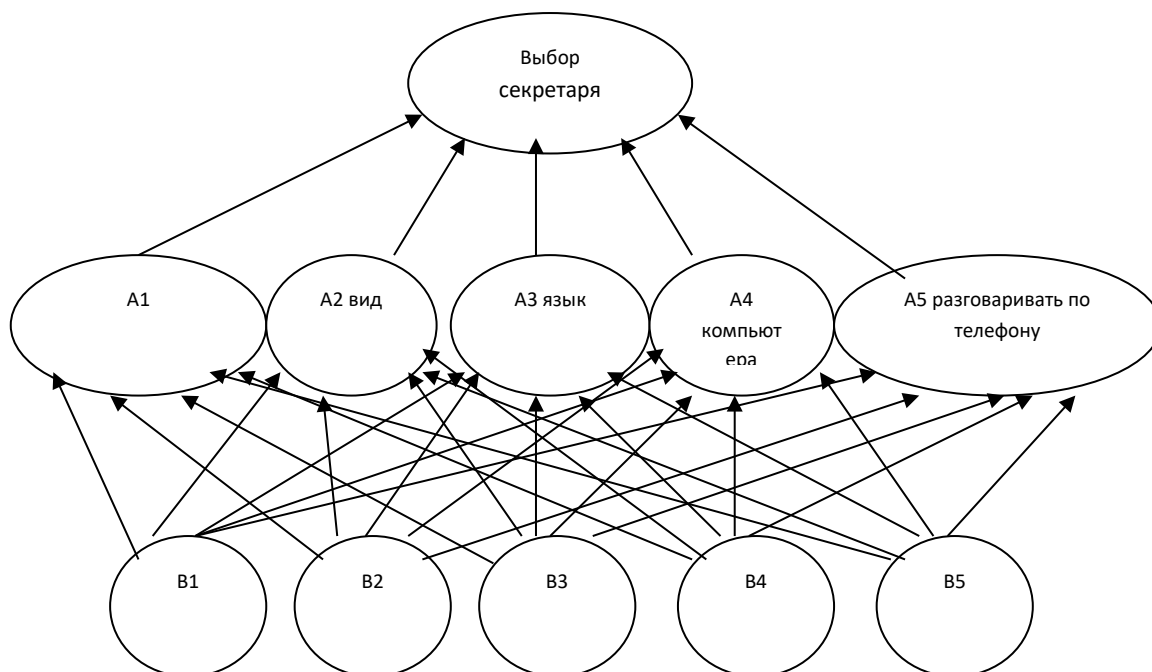 Выбор
секретаря
А1
А2 вид
А3 язык
А4
компьют
ера
А5 разговаривать по
телефону
В1
В2
В3
В4
В5